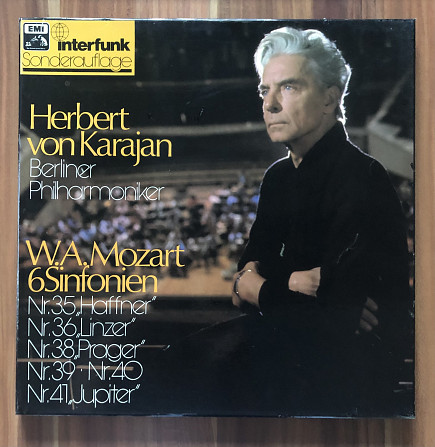 EMI
interfunk
Sonderauflage
Herbert
von Karajan
Berliner
Philharmoniker
W.A. Mozart
6 Sinfonien
Nr. 35 „Haffner“
Nr. 36 „Linzer“
Nr. 38 „Prager“
Nr. 39 · Nr. 40
Nr. 41 „Jupiter“